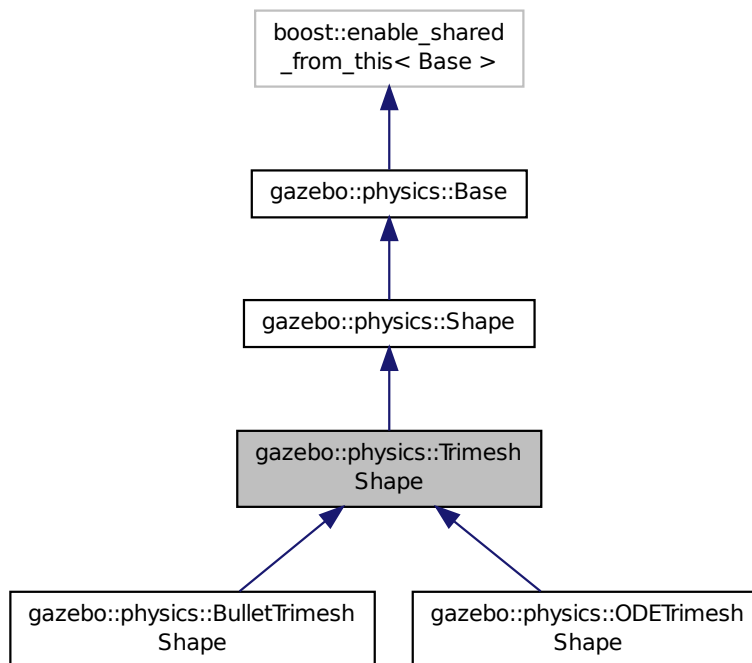 boost::enable_shared
_from_this< Base >
gazebo::physics::Base
gazebo::physics::Shape
gazebo::physics::Trimesh
Shape
gazebo::physics::BulletTrimesh
Shape
gazebo::physics::ODETrimesh
Shape